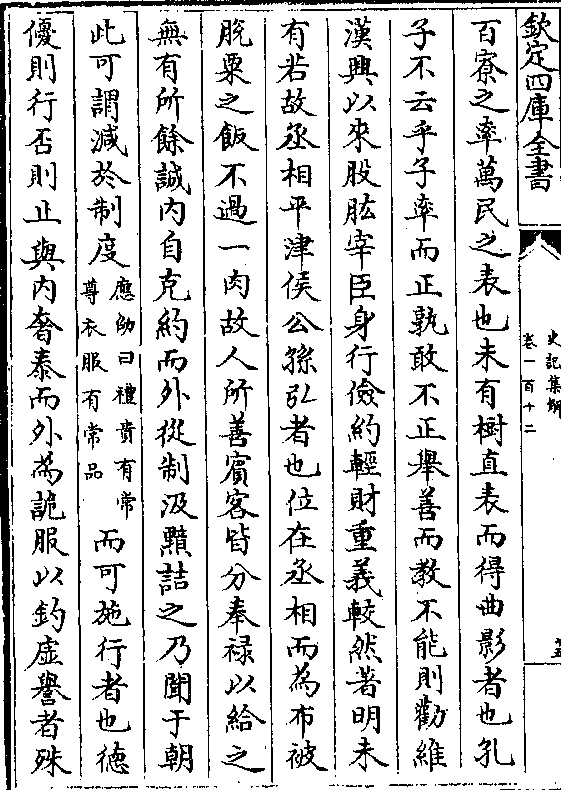 欽定四庫全書
史記集解
卷一百十二
百寮之率萬民之表也未有樹直表而得曲影者也孔
子不云乎子率而正孰敢不正舉善而教不能則勸維
漢興以來股肱宰臣身行儉約輕財重義較然著明未
有若故丞相平津侯公孫弘者也位在丞相而為布被
脫粟之飯不過一肉故人所善賓客皆分奉祿以給之
無有所餘誠內自克約而外從制汲黯詰之乃聞于朝
此可謂減於制度
應劭曰禮貴有常
尊衣服有常品
而可施行者也德
優則行否則止與內奢泰而外為詭服以釣虛譽者殊